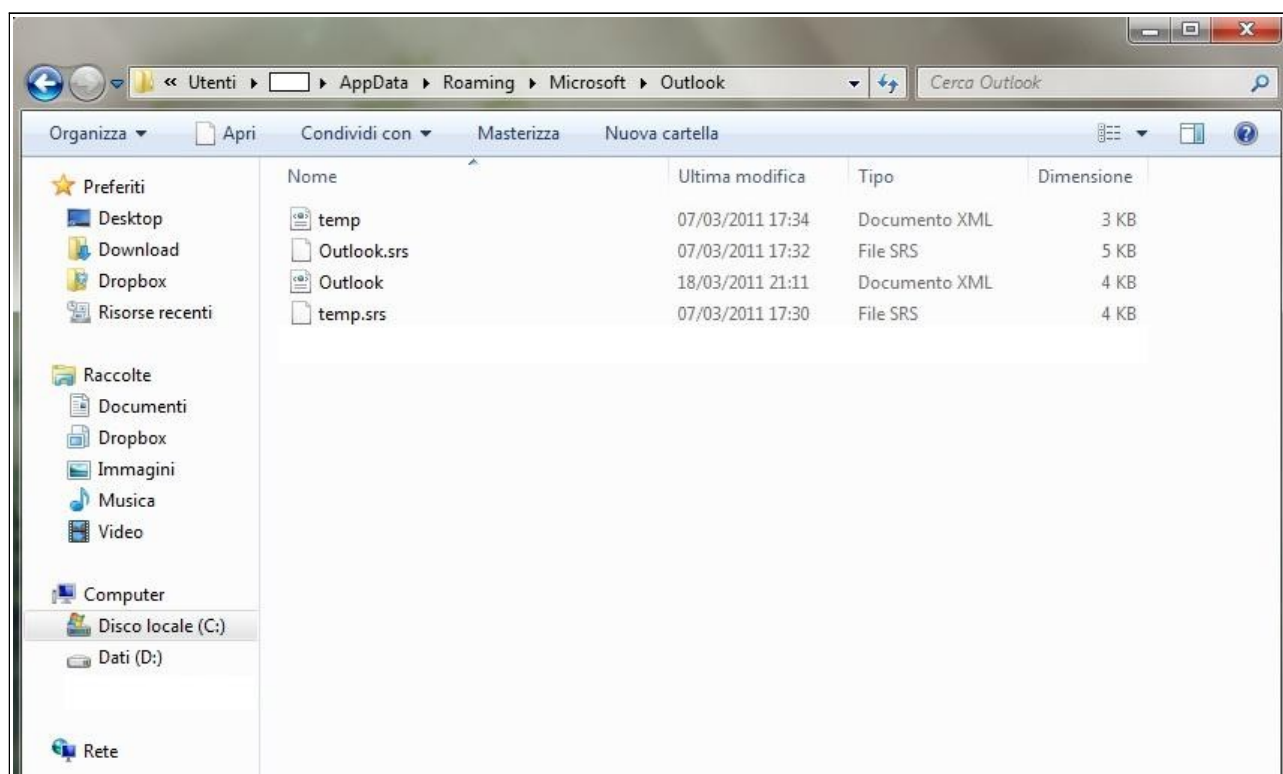 « Utenti AppData Roaming Microsoft Outlook Cerca Outlook
Organizza Apri Condividi con Masterizza Nuova cartella
Preferiti
Desktop
Download
Dropbox
Risorse recenti
Raccolte
Documenti
Dropbox
Immagini
Musica
Video
Computer
Disco locale (C:)
Dati (D:)
Rete
Nome Ultima modifica Tipo Dimensione
temp 07/03/2011 17:34 Documento XML 3 KB
Outlook.srs 07/03/2011 17:32 File SRS 5 KB
Outlook 18/03/2011 21:11 Documento XML 4 KB
temp.srs 07/03/2011 17:30 File SRS 4 KB